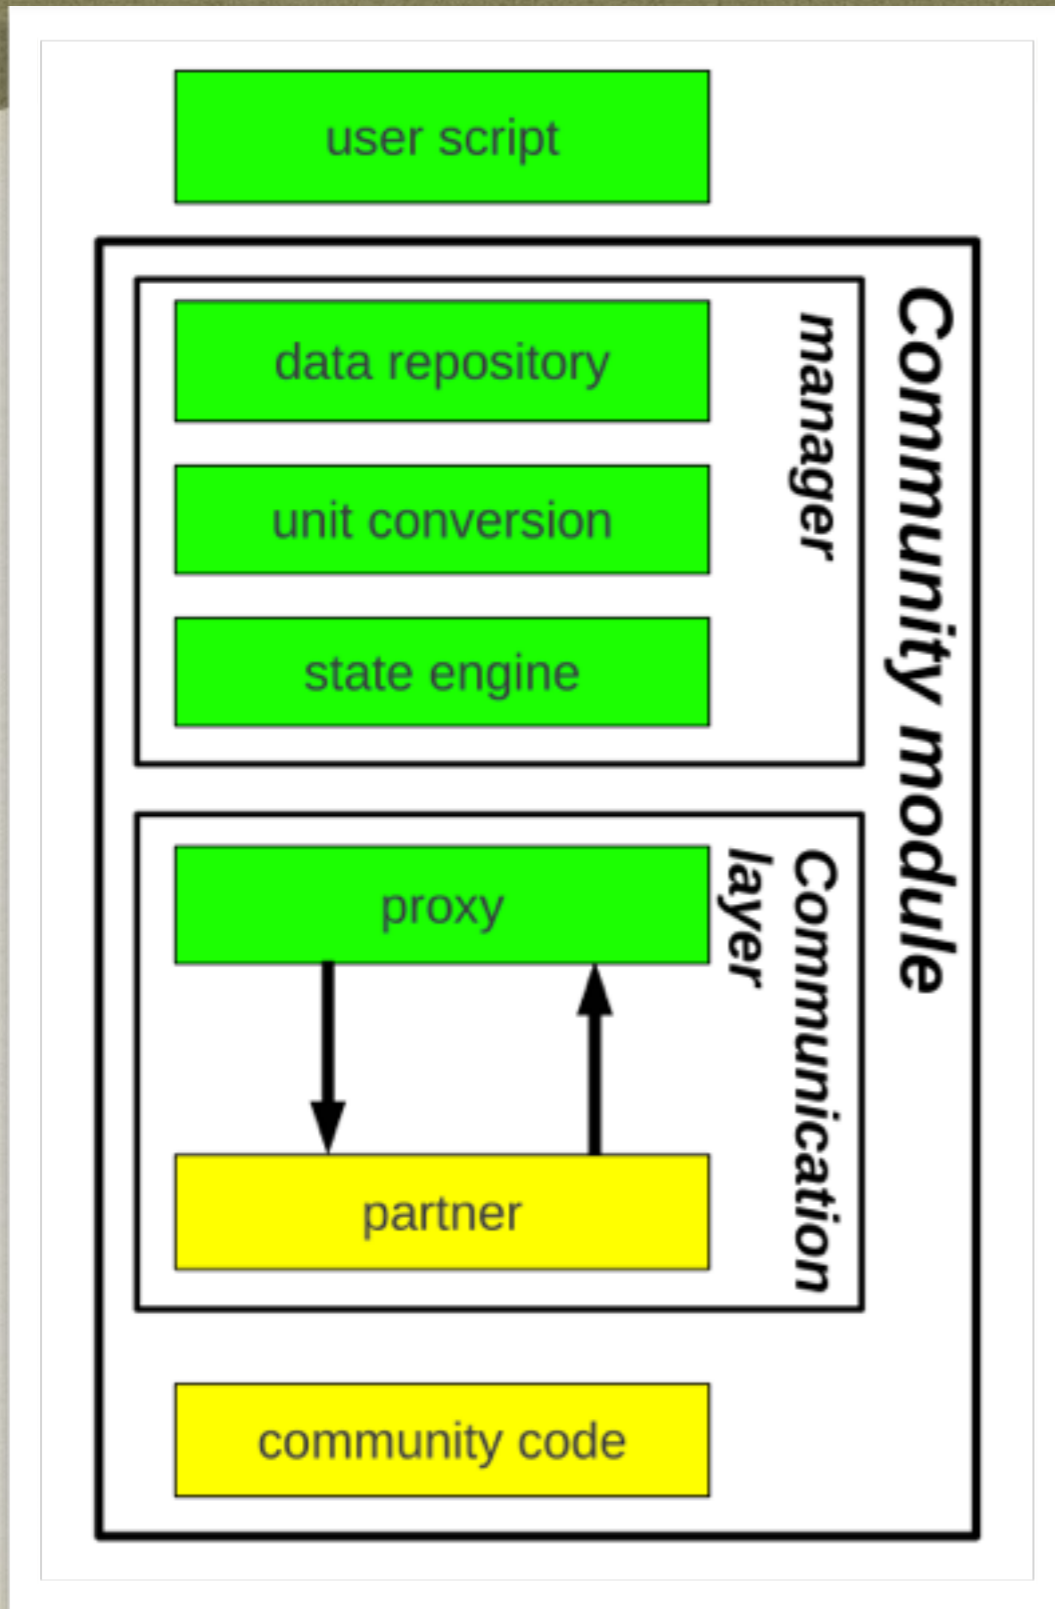 user script
Community module
manager
data repository
unit conversion
state engine
Communication
layer
proxy
partner
community code